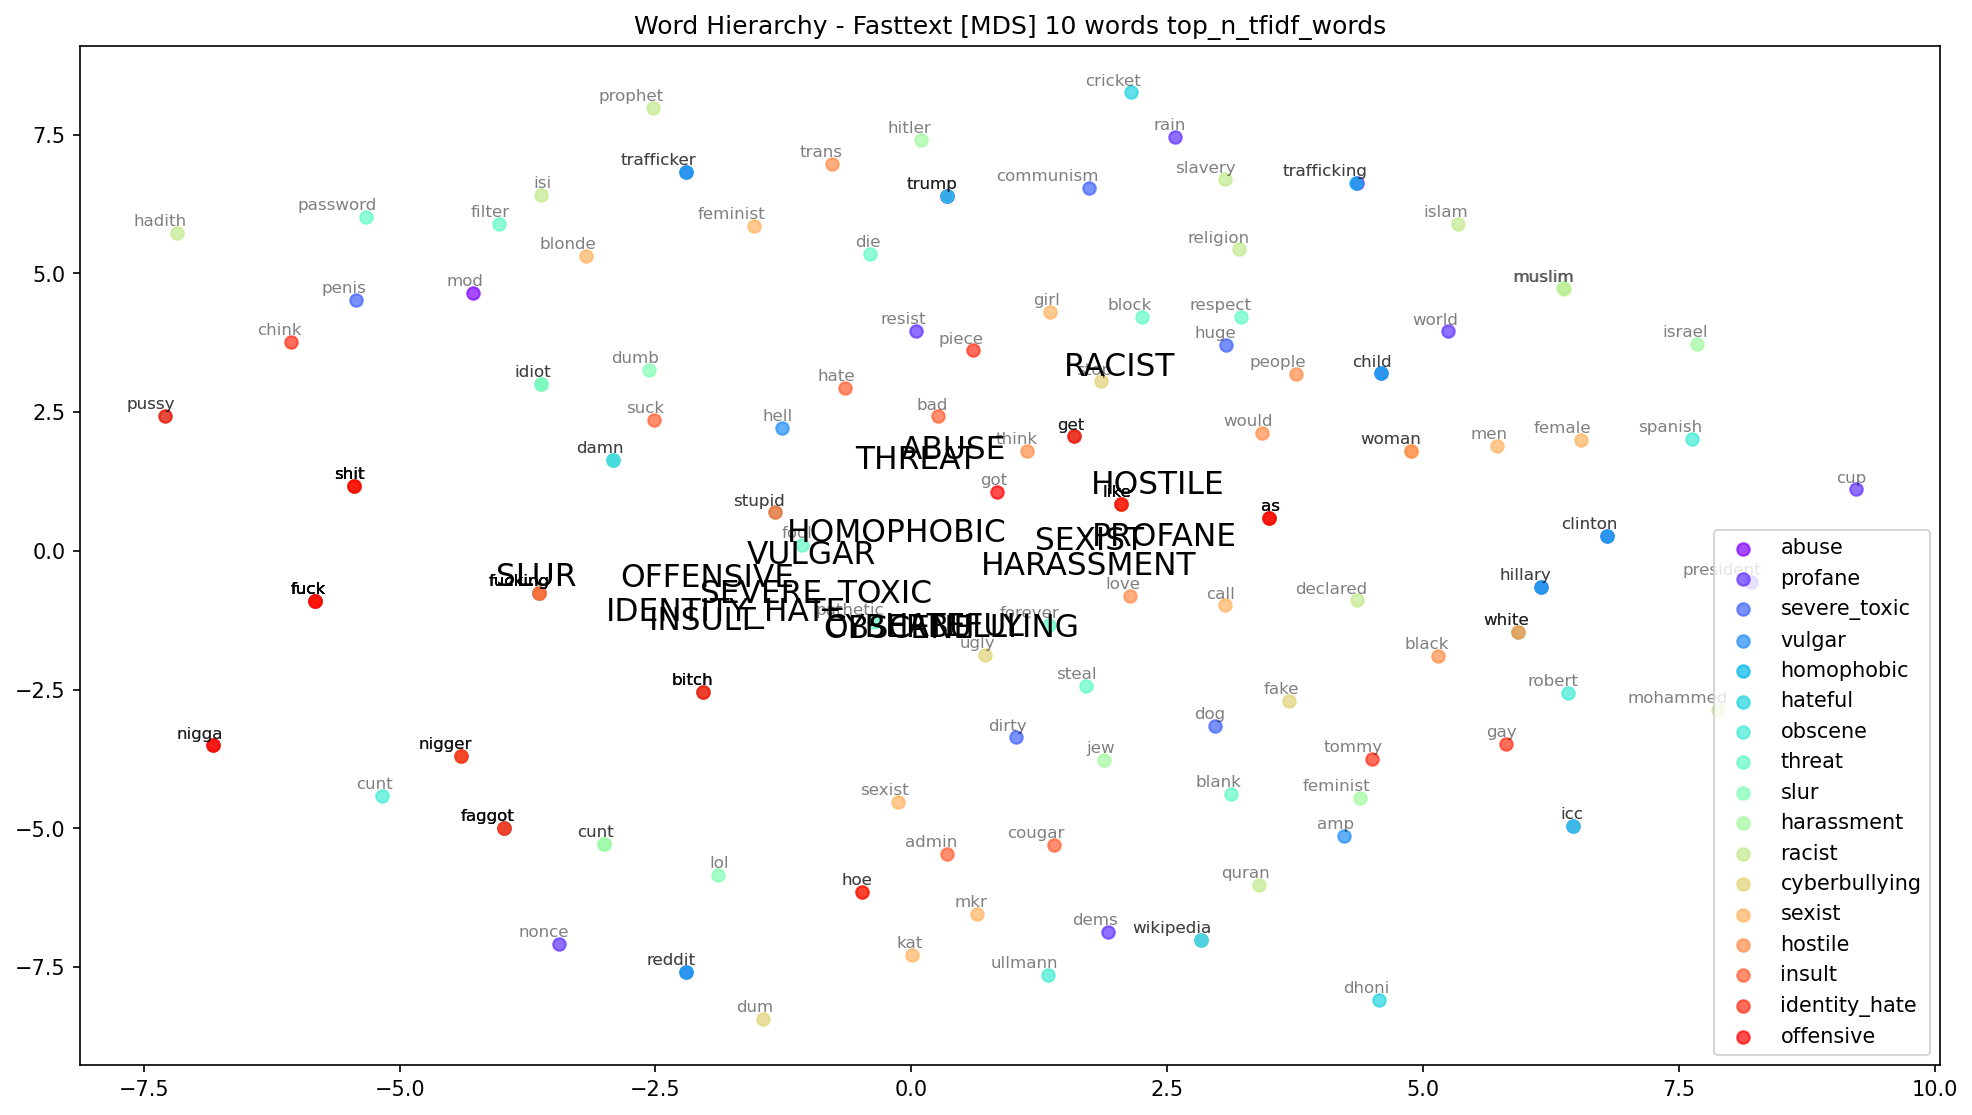 Word Hierarchy - Fasttext [MDS] 10 words top_n_tfidf_words
cricket
prophet
hitler
rain
trans
trafficker
slavery
trafficking
communism
isi
trump
password
filter
feminist
islam
hadith
blonde
die
religion
mod
muslim
penis
girl
block
respect
resist
world
chink
piece
huge
israel
dumb
RACIST
stop
people
child
idiot
hate
pussy
suck
bad
hell
get
would
spanish
damn
ABUSE
think
woman
men
female
THREAT
shit
got
HOSTILE
cup
like
stupid
as
HOMOPHOBIC
fool
SEXIST
PROFANE
clinton
VULGAR
HARASSMENT
SLUR
fucking
OFFENSIVE
hillary
president
fuck
SEVERE_TOXIC
love
declared
IDENTITY_HATE
pathetic
forever
call
INSULT
OBSCENE
HATEFUL
CYBERBULLYING
white
ugly
black
bitch
steal
fake
robert
mohammed
dog
dirty
nigga
nigger
jew
tommy
gay
cunt
sexist
blank
feminist
faggot
cunt
admin
cougar
amp
icc
lol
hoe
quran
mkr
nonce
dems
wikipedia
kat
reddit
ullmann
dhoni
dum
abuse
profane
severe_toxic
vulgar
homophobic
hateful
obscene
threat
slur
harassment
racist
cyberbullying
sexist
hostile
insult
identity_hate
offensive
7.5
5.0
2.5
0.0
−2.5
−5.0
−7.5
−7.5
−5.0
−2.5
0.0
2.5
5.0
7.5
10.0